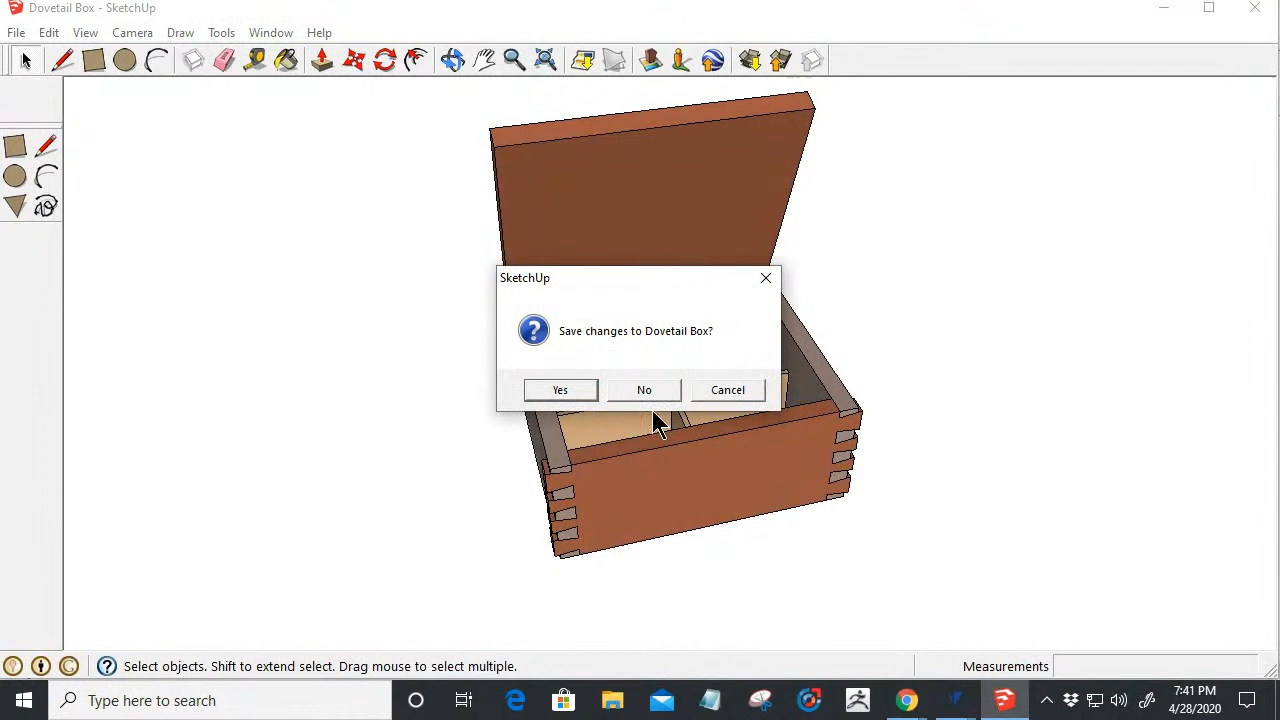 Dovetail Box - SketchUp
File Edit View Camera Draw Tools Window Help
SketchUp
Save changes to Dovetail Box?
Yes No Cancel
Select objects. Shift to extend select. Drag mouse to select multiple.
Measurements
Type here to search
7:41 PM
4/28/2020